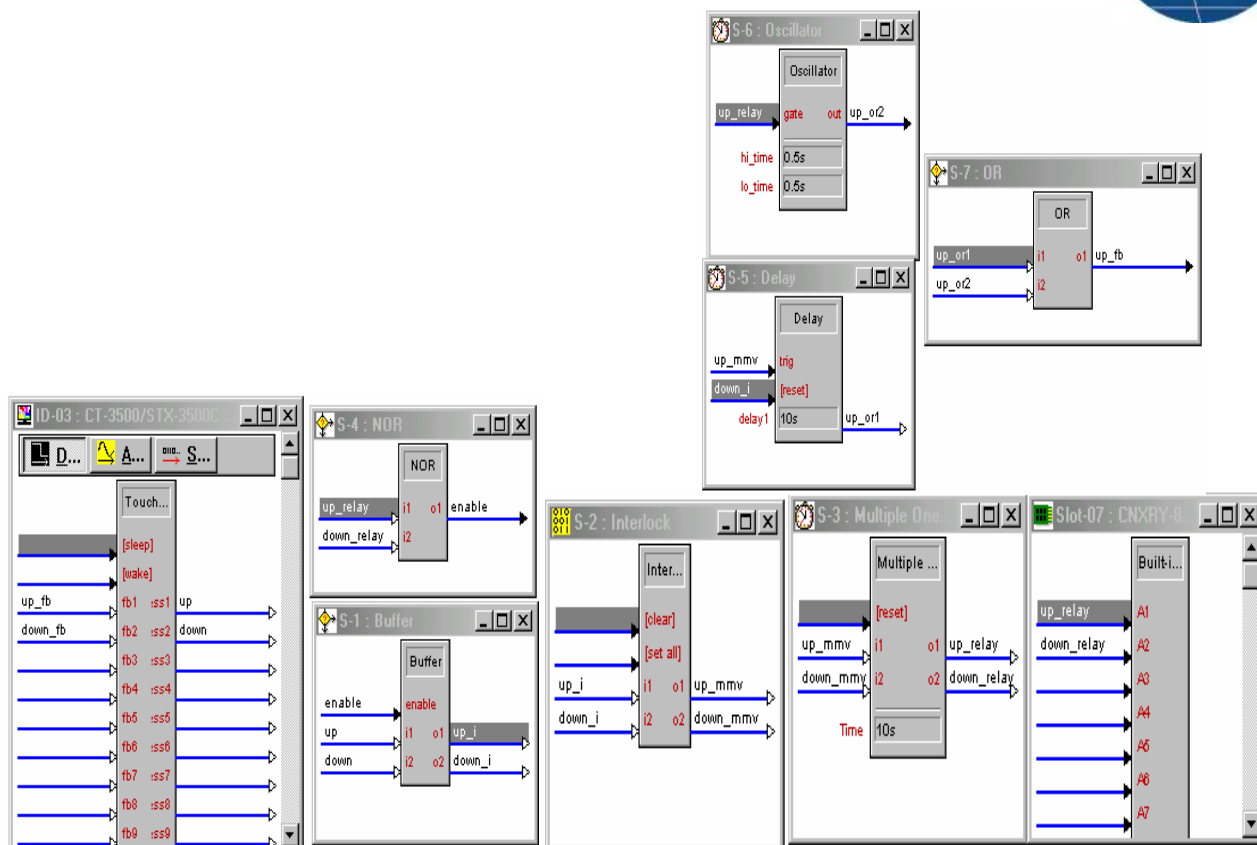 S-6 : Oscillator
Oscillator
up_relay gate out up_or2
hi_time 0.5s
lo_time 0.5s
S-7 : OR
OR
up_or1 i1 o1 up_fb
up_or2 i2
S-5 : Delay
Delay
up_mmv trig
down_i [reset]
delay1 10s up_or1
ID-03 : CT-3500/STX-3500C
D... A... S...
Touch...
[sleep]
[wake]
up_fb fb1 :ss1 up
down_fb fb2 :ss2 down
fb3 :ss3
fb4 :ss4
fb5 :ss5
fb6 :ss6
fb7 :ss7
fb8 :ss8
fb9 :ss9
S-4 : NOR
NOR
up_relay i1 o1 enable
down_relay i2
S-1 : Buffer
Buffer
enable enable
up i1 o1 up_i
down i2 o2 down_i
S-2 : Interlock
Inter...
[clear]
[set all]
up_i i1 o1 up_mmv
down_i i2 o2 down_mmv
S-3 : Multiple One...
Multiple ...
[reset]
up_mmv i1 o1 up_relay
down_mmv i2 o2 down_relay
Time 10s
Slot-07 : CNXRY-8...
Built-i...
up_relay A1
down_relay A2
A3
A4
A5
A6
A7